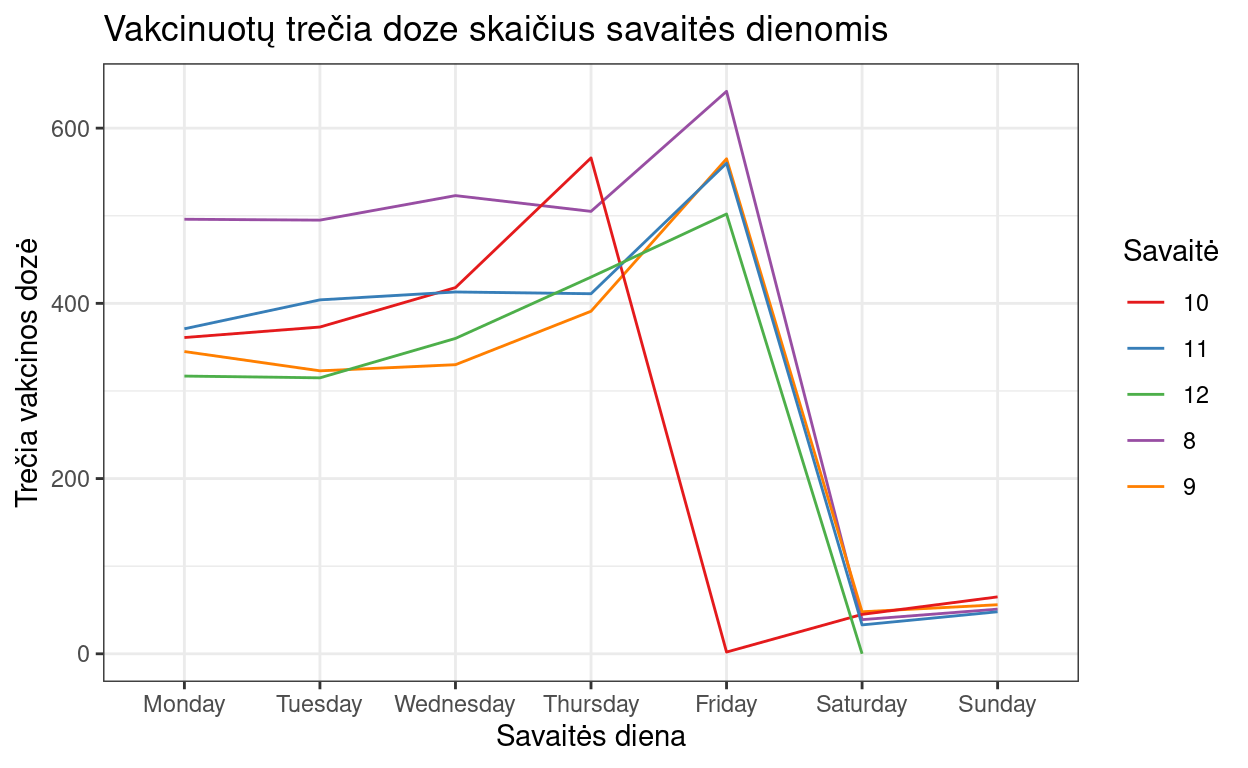 Vakcinuotų trečia doze skaičius savaitės dienomis
Trečia vakcinos dozė
600
400
200
0
Monday Tuesday Wednesday Thursday Friday Saturday Sunday
Savaitės diena
Savaitė
10
11
12
8
9